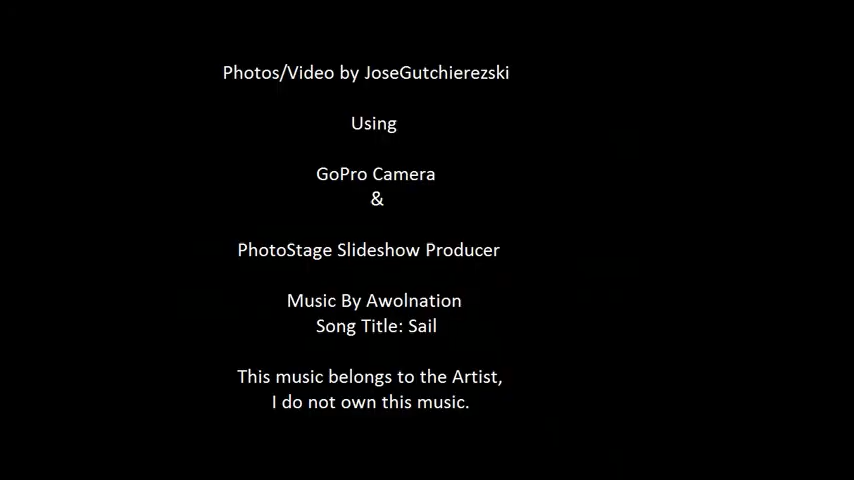 Photos/Video by JoseGutchierezski
Using
GoPro Camera
&
PhotoStage Slideshow Producer
Music By Awolnation
Song Title: Sail
This music belongs to the Artist,
I do not own this music.